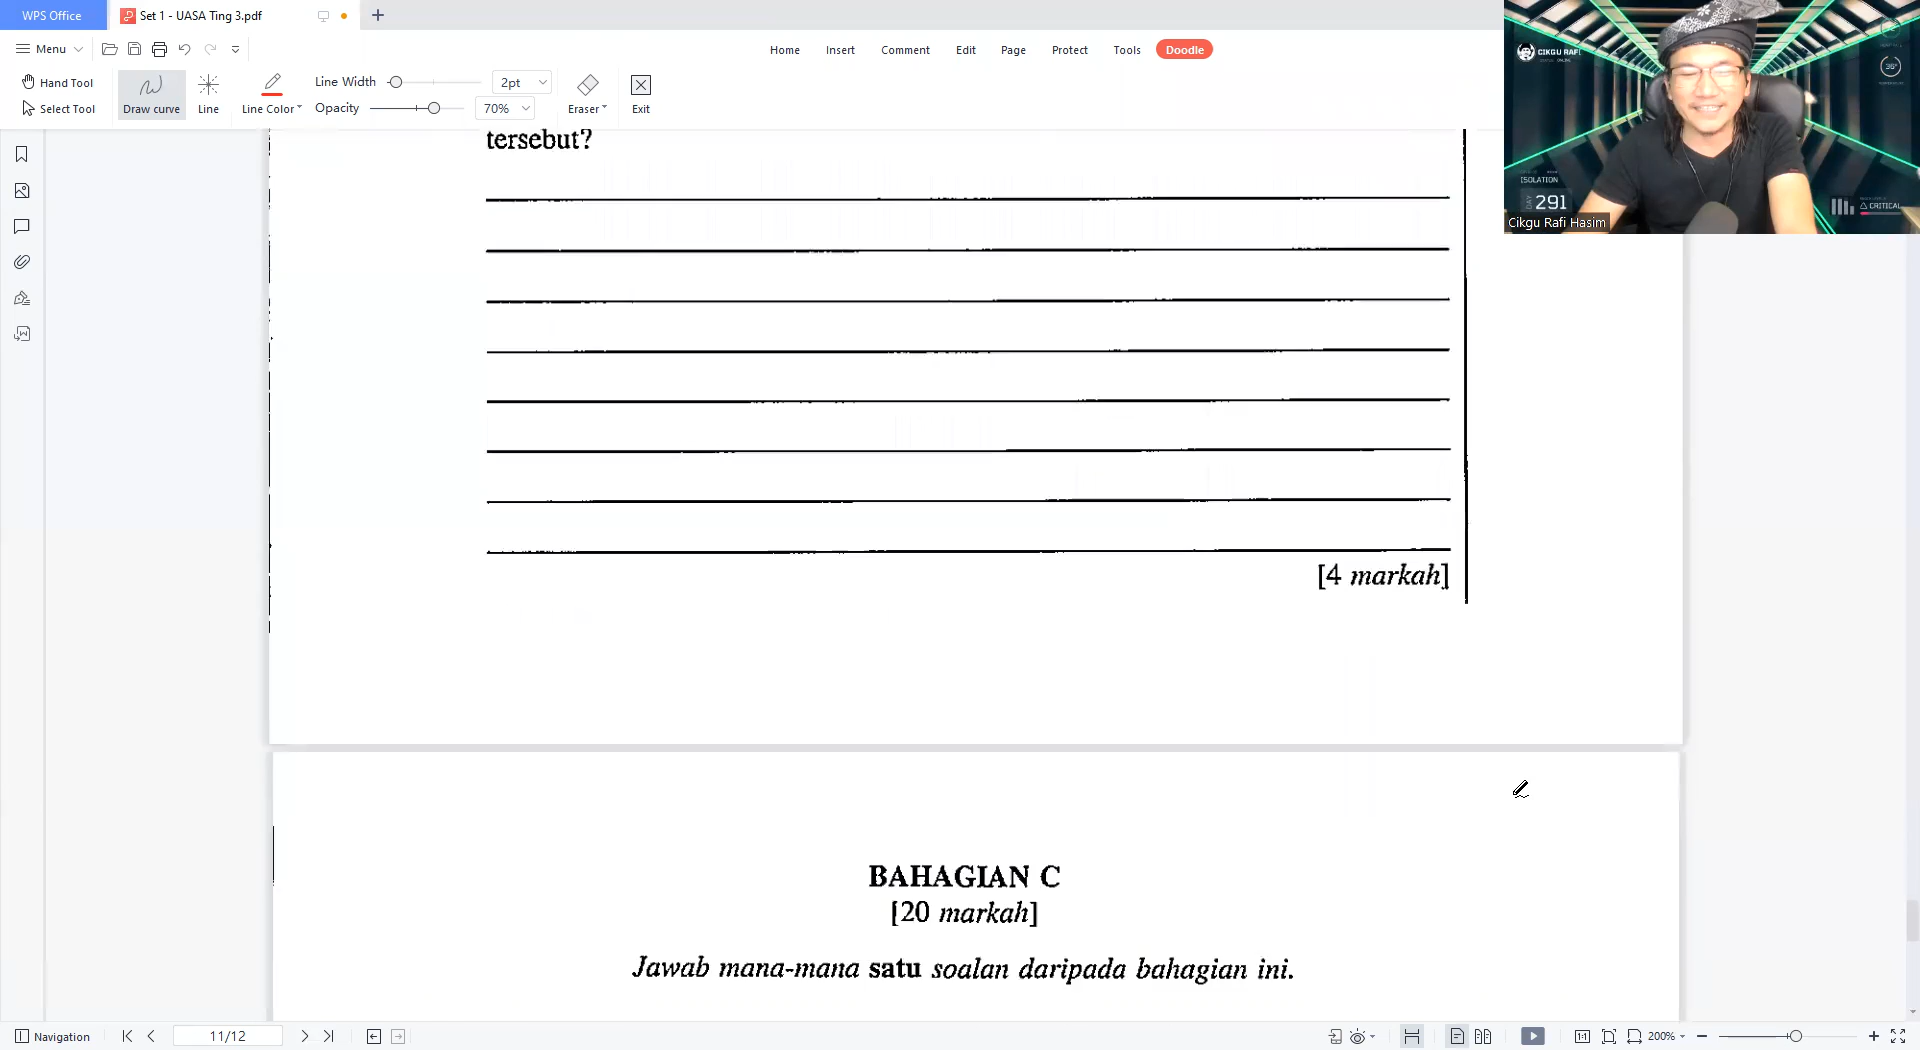 WPS Office
Set 1 - UASA Ting 3.pdf
Menu
Home
Insert
Comment
Edit
Page
Protect
Tools
Doodle
Hand Tool
Select Tool
Draw curve
Line
Line Color
Line Width
2pt
Opacity
70%
Eraser
Exit
CIKGU RAFI
36°
ISOLATION
DAY 291
CRITICAL
Cikgu Rafi Hasim
tersebut?
[4 markah]
BAHAGIAN C
[20 markah]
Jawab mana-mana satu soalan daripada bahagian ini.
Navigation
11/12
200%